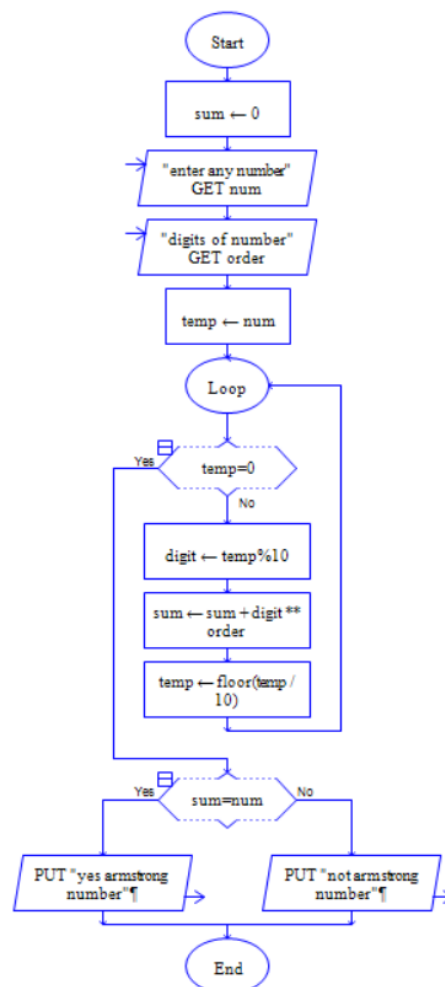 Start
sum ← 0
"enter any number"
GET num
"digits of number"
GET order
temp ← num
Loop
Yes
temp=0
No
digit ← temp%10
sum ← sum + digit **
order
temp ← floor(temp /
10)
Yes
sum=num
No
PUT "yes armstrong
number"¶
PUT "not armstrong
number"¶
End